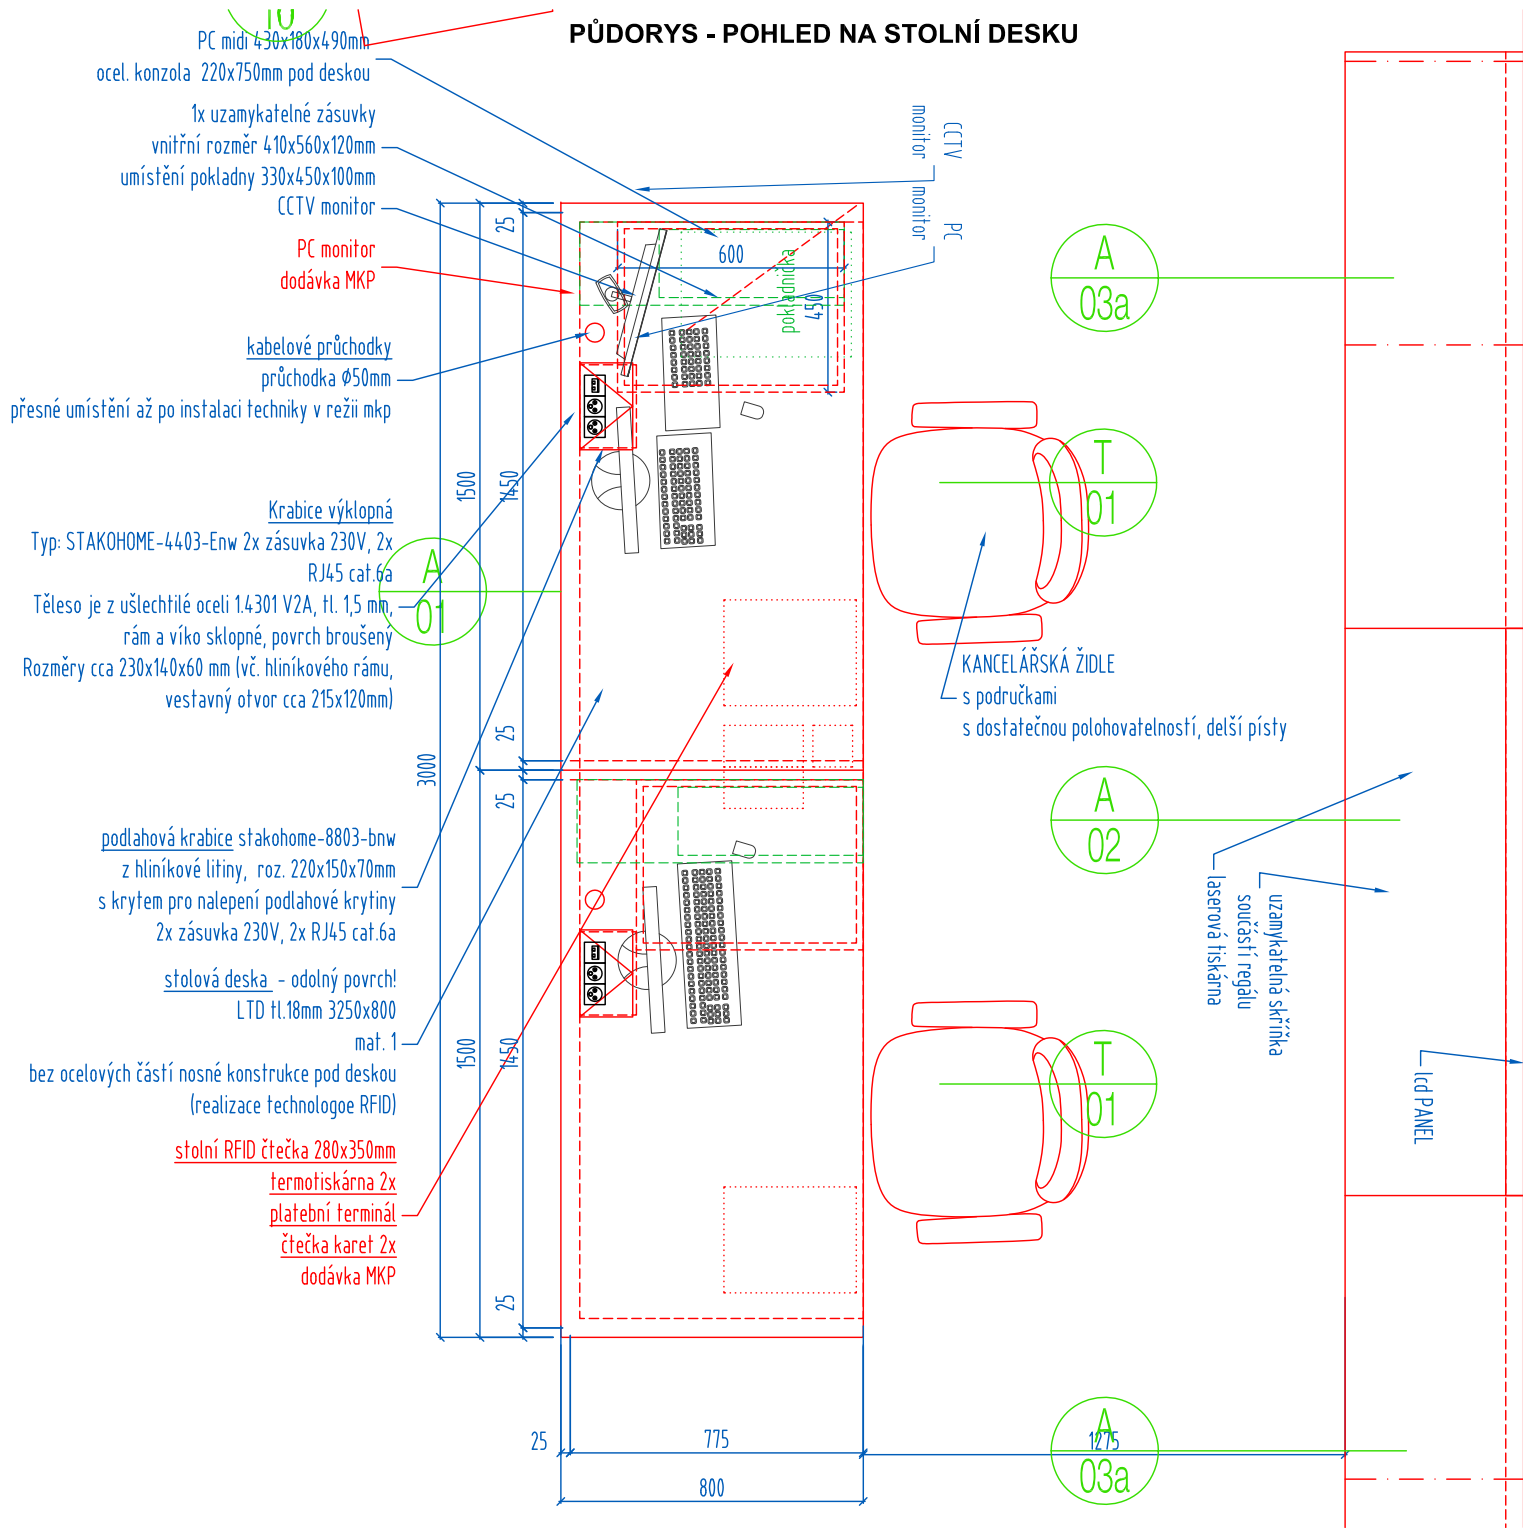 10
PŮDORYS - POHLED NA STOLNÍ DESKU
PC midi 430x180x490mm
ocel. konzola 220x750mm pod deskou
1x uzamykatelné zásuvky
vnitřní rozměr 410x560x120mm
umístění pokladny 330x450x100mm
CCTV monitor
PC monitor
dodávka MKP
kabelové průchodky
průchodka Φ50mm
přesné umístění až po instalaci techniky v režii mkp
Krabice výklopná
Typ: STAKOHOME-4403-Enw 2x zásuvka 230V, 2x
RJ45 cat.6a
Těleso je z ušlechtilé oceli 1.4301 V2A, tl. 1,5 mm,
rám a víko sklopné, povrch broušený
Rozměry cca 230x140x60 mm (vč. hliníkového rámu,
vestavný otvor cca 215x120mm)
podlahová krabice stakohome-8803-bnw
z hliníkové litiny, roz. 220x150x70mm
s krytem pro nalepení podlahové krytiny
2x zásuvka 230V, 2x RJ45 cat.6a
stolová deska - odolný povrch!
LTD tl.18mm 3250x800
mat. 1
bez ocelových částí nosné konstrukce pod deskou
(realizace technologoe RFID)
stolní RFID čtečka 280x350mm
termotiskárna 2x
platební terminál
čtečka karet 2x
dodávka MKP
A
01
3000
1500
1500
25
1450
25
25
1450
25
600
450
pokladnička
CCTV
monitor
PC
monitor
A
03a
T
01
KANCELÁŘSKÁ ŽIDLE
s područkami
s dostatečnou polohovatelností, delší písty
A
02
laserová tiskárna
uzamykatelná skříňka
součástí regálu
lcd PANEL
T
01
A
03a
25
775
1275
800